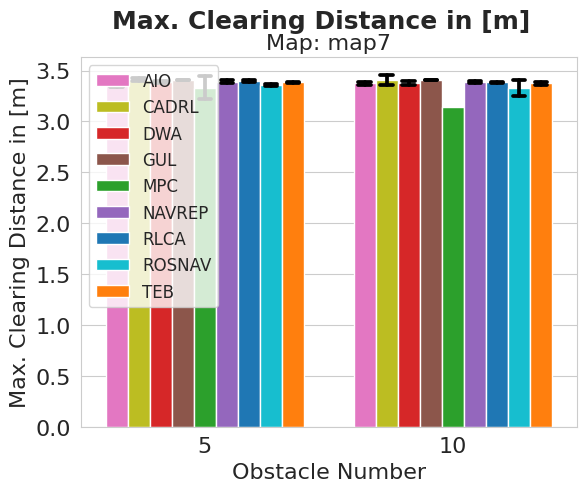 Max. Clearing Distance in [m]
Map: map7
Max. Clearing Distance in [m]
3.5
3.0
2.5
2.0
1.5
1.0
0.5
0.0
AIO
CADRL
DWA
GUL
MPC
NAVREP
RLCA
ROSNAV
TEB
5
10
Obstacle Number